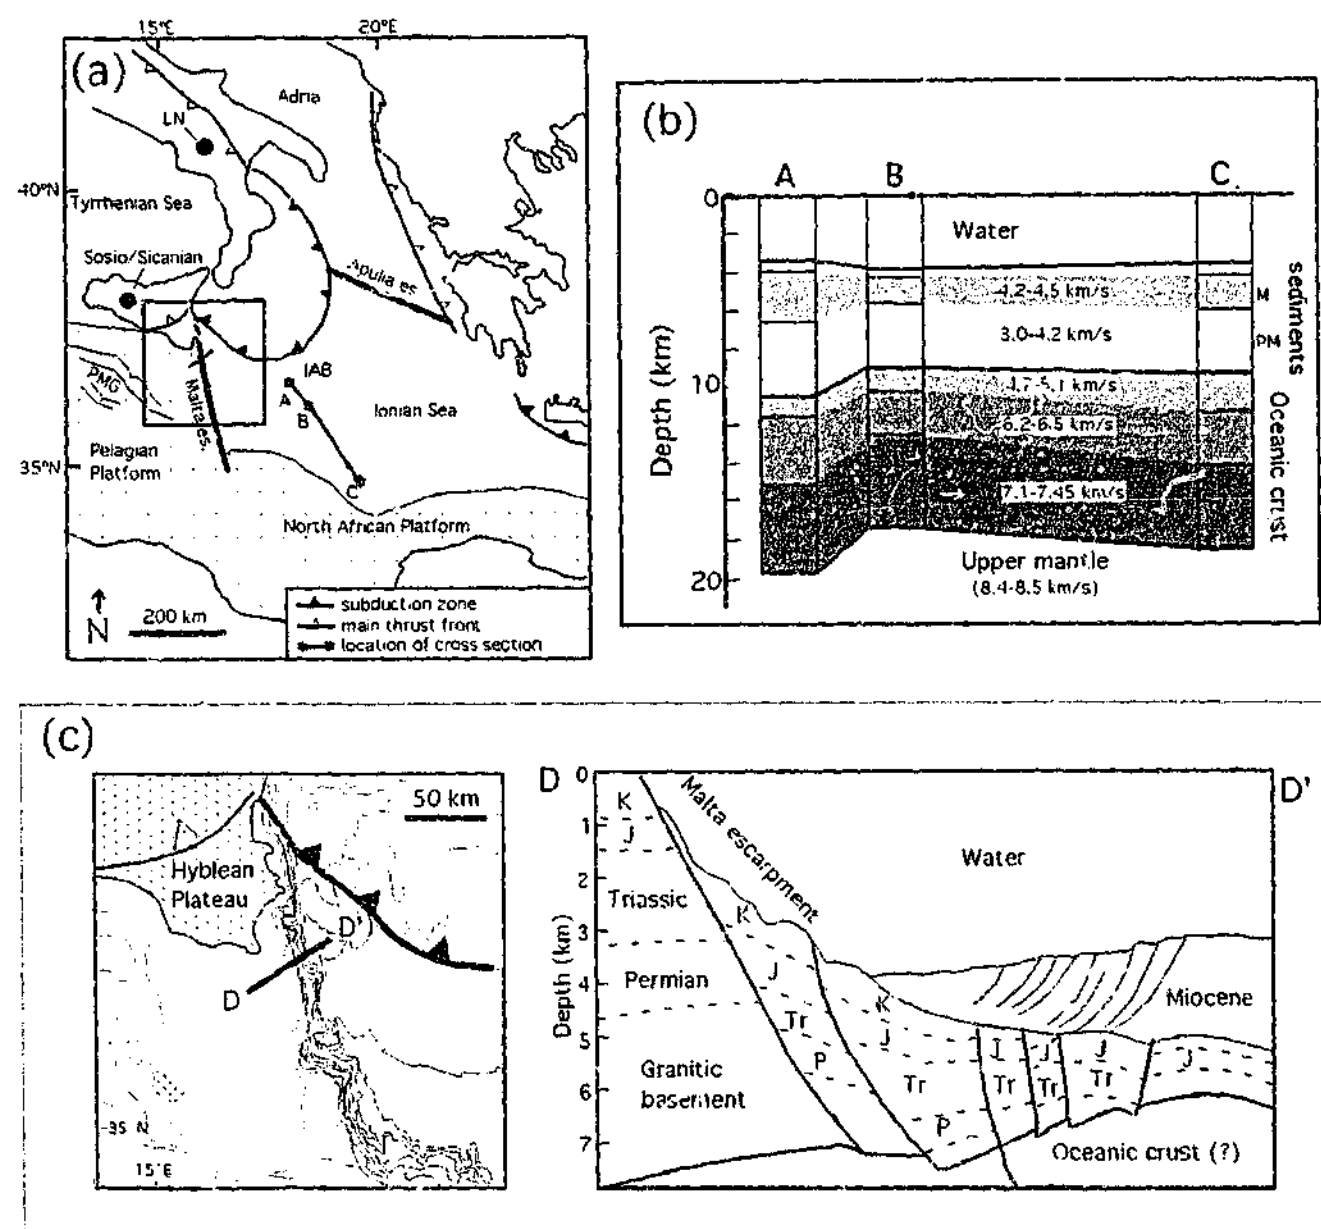 (a)
15°E
20°E
Adria
LN
40°N
Tyrrhenian Sea
Sosio/Sicanian
Apulia es.
IAB
PMG
Malta es.
A
B
C
Ionian Sea
Pelagian
Platform
35°N
North African Platform
N
200 km
subduction zone
main thrust front
location of cross section
(b)
A
B
C.
0
Water
4.2-4.5 km/s
M
3.0-4.2 km/s
PM
sediments
10
4.7-5.1 km/s
6.2-6.5 km/s
7.1-7.45 km/s
Oceanic crust
Depth (km)
20
Upper mantle
(8.4-8.5 km/s)
(c)
50 km
Hyblean
Plateau
D'
D
35 N
15°E
D
D'
0
1
2
3
4
5
6
7
Depth (km)
K
J
Triassic
Permian
Granitic
basement
Malta escarpment
Water
K
J
Tr
P
K
J
Tr
P
J
Tr
J
Tr
J
Tr
J
Miocene
Oceanic crust (?)